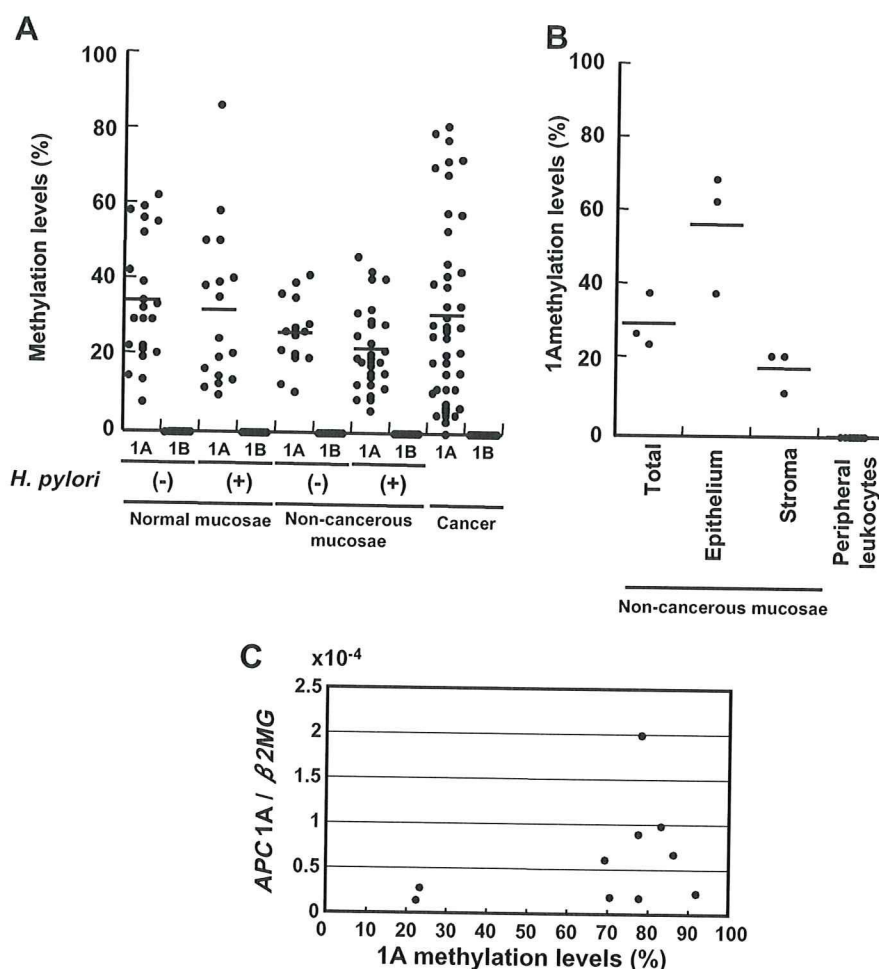 A
Methylation levels (%)
100
80
60
40
20
0
1A 1B 1A 1B 1A 1B 1A 1B 1A 1B
H. pylori (-) (+) (-) (+)
Normal mucosae Non-cancerous mucosae Cancer
B
1Amethylation levels (%)
100
80
60
40
20
0
Total
Epithelium
Stroma
Peripheral
leukocytes
Non-cancerous mucosae
C
x10-4
APC1A / β2MG
2.5
2
1.5
1
0.5
0
0 10 20 30 40 50 60 70 80 90 100
1A methylation levels (%)